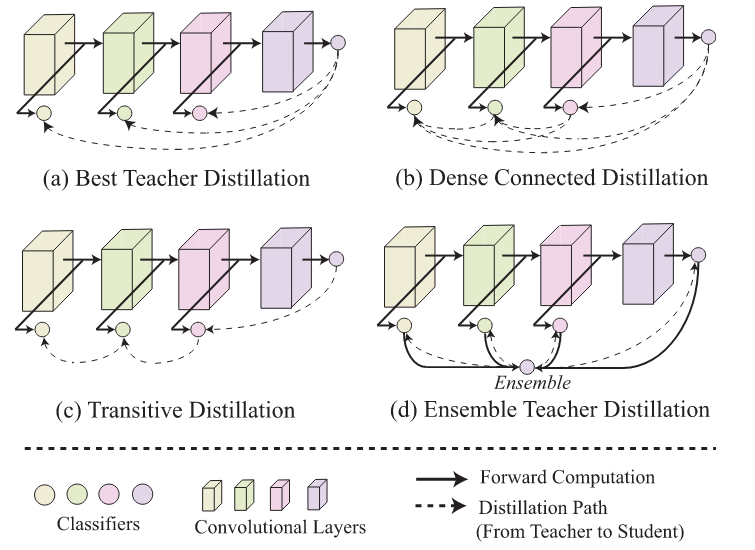 (a) Best Teacher Distillation
(b) Dense Connected Distillation
(c) Transitive Distillation
Ensemble
(d) Ensemble Teacher Distillation
Classifiers
Convolutional Layers
Forward Computation
Distillation Path
(From Teacher to Student)